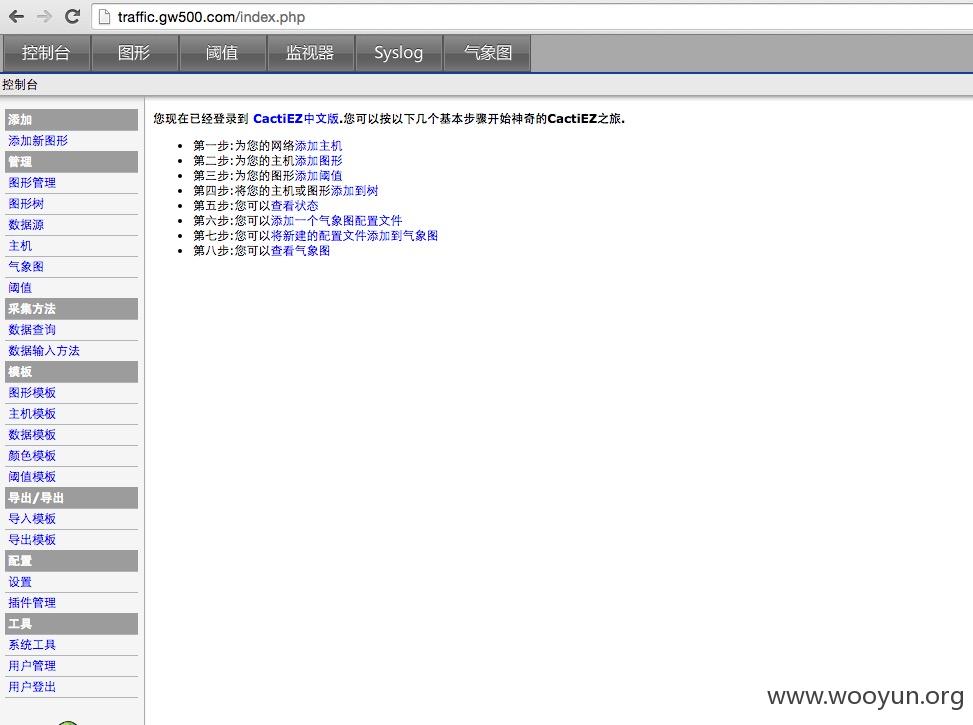 traffic.gw500.com/index.php
控制台 图形 阈值 监视器 Syslog 气象图
控制台
添加
添加新图形
管理
图形管理
图形树
数据源
主机
气象图
阈值
采集方法
数据查询
数据输入方法
模板
图形模板
主机模板
数据模板
颜色模板
阈值模板
导出/导出
导入模板
导出模板
配置
设置
插件管理
工具
系统工具
用户管理
用户登出
您现在已经登录到 CactiEZ中文版.您可以按以下几个基本步骤开始神奇的CactiEZ之旅.
• 第一步:为您的网络添加主机
• 第二步:为您的主机添加图形
• 第三步:为您的图形添加阈值
• 第四步:将您的主机或图形添加到树
• 第五步:您可以查看状态
• 第六步:您可以添加一个气象图配置文件
• 第七步:您可以将新建的配置文件添加到气象图
• 第八步:您可以查看气象图
www.wooyun.org